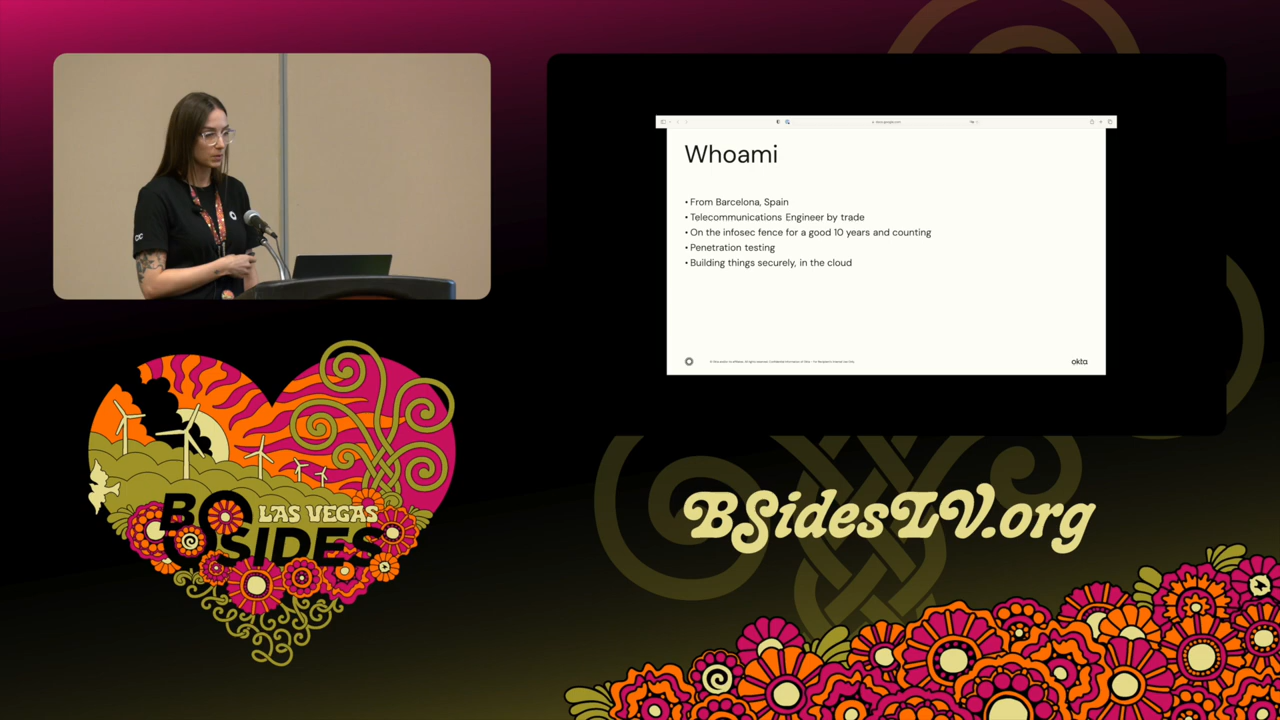 Whoami
• From Barcelona, Spain
• Telecommunications Engineer by trade
• On the infosec fence for a good 10 years and counting
• Penetration testing
• Building things securely, in the cloud
okta
BSIDES
LAS VEGAS
BSidesLV.org